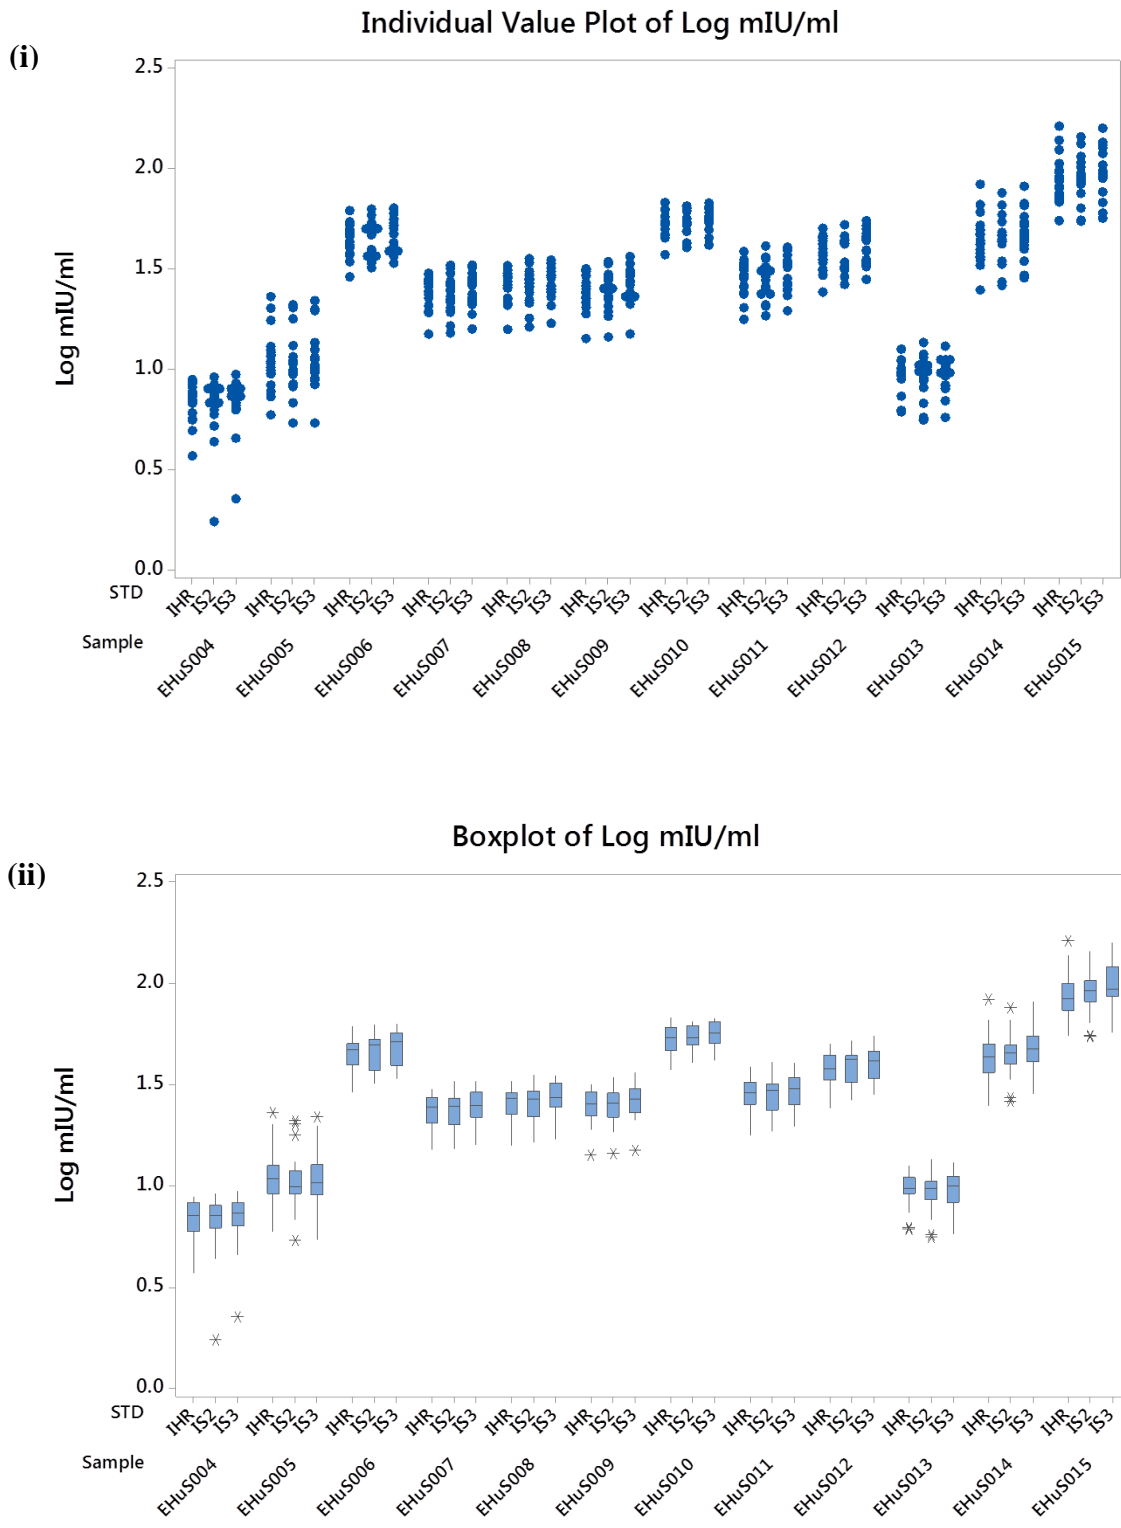 Individual Value Plot of Log mIU/ml
(i)
2.5
2.0
1.5
1.0
0.5
0.0
Log mIU/ml
STD
IHR IS2 IS3 IHR IS2 IS3 IHR IS2 IS3 IHR IS2 IS3 IHR IS2 IS3 IHR IS2 IS3 IHR IS2 IS3 IHR IS2 IS3 IHR IS2 IS3 IHR IS2 IS3 IHR IS2 IS3 IHR IS2 IS3
Sample
EHuS004 EHuS005 EHuS006 EHuS007 EHuS008 EHuS009 EHuS010 EHuS011 EHuS012 EHuS013 EHuS014 EHuS015
Boxplot of Log mIU/ml
(ii)
2.5
2.0
1.5
1.0
0.5
0.0
Log mIU/ml
STD
IHR IS2 IS3 IHR IS2 IS3 IHR IS2 IS3 IHR IS2 IS3 IHR IS2 IS3 IHR IS2 IS3 IHR IS2 IS3 IHR IS2 IS3 IHR IS2 IS3 IHR IS2 IS3 IHR IS2 IS3 IHR IS2 IS3
Sample
EHuS004 EHuS005 EHuS006 EHuS007 EHuS008 EHuS009 EHuS010 EHuS011 EHuS012 EHuS013 EHuS014 EHuS015